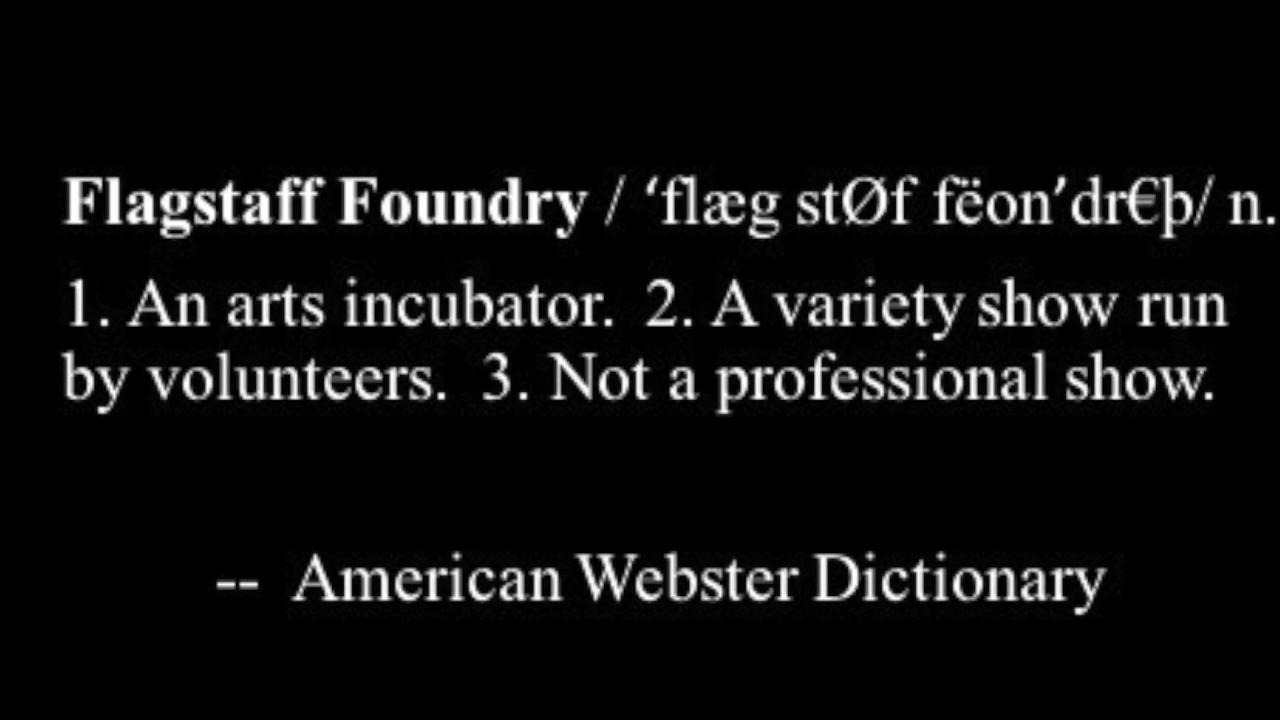 Flagstaff Foundry / ‘flæg stØf fëon’dr€þ/ n.
1. An arts incubator.  2. A variety show run
by volunteers.  3. Not a professional show.
--  American Webster Dictionary